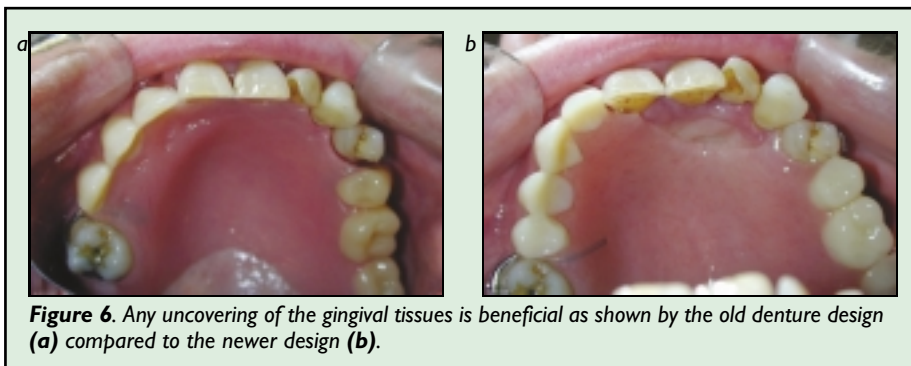 a
b
Figure 6. Any uncovering of the gingival tissues is beneficial as shown by the old denture design
(a) compared to the newer design (b).